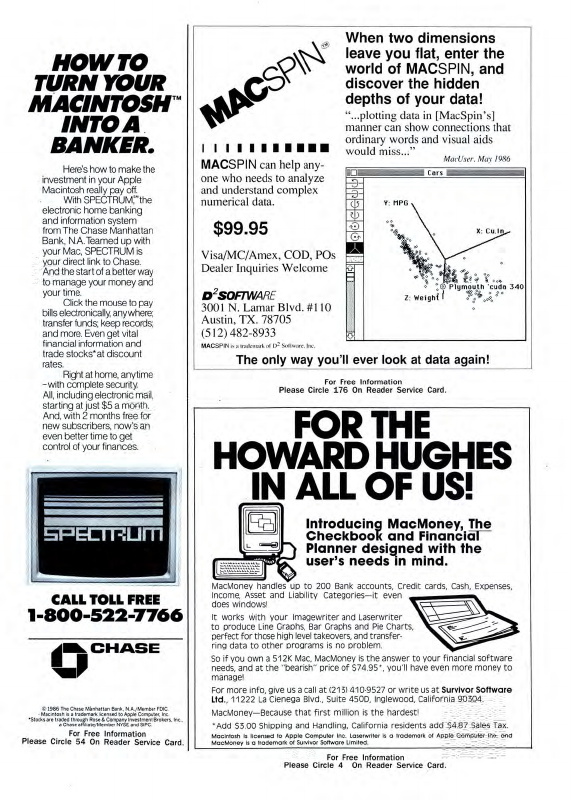 HOW TO
TURN YOUR
MACINTOSH™
INTO A
BANKER.
Here's how to make the
investment in your Apple
Macintosh really pay off.
With SPECTRUM,℠ the
electronic home banking
and information system
from The Chase Manhattan
Bank, N.A. Teamed up with
your Mac, SPECTRUM is
your direct link to Chase.
And the start of a better way
to manage your money and
your time.
Click the mouse to pay
bills electronically, anywhere;
transfer funds; keep records;
and more. Even get vital
financial information and
trade stocks* at discount
rates.
Right at home, anytime
–with complete security.
All, including electronic mail,
starting at just $5 a month.
And, with 2 months free for
new subscribers, now's an
even better time to get
control of your finances.
SPECTRUM
CALL TOLL FREE
1-800-522-7766
CHASE
© 1986 The Chase Manhattan Bank, N.A./Member FDIC.
Macintosh is a trademark licensed to Apple Computer, Inc.
*Stocks are traded through Rose & Company Investment Brokers, Inc.,
a Chase affiliate/Member NYSE and SIPC.
For Free Information
Please Circle 54 On Reader Service Card.
MACSPIN™
MACSPIN can help any-
one who needs to analyze
and understand complex
numerical data.
$99.95
Visa/MC/Amex, COD, POs
Dealer Inquiries Welcome
D²SOFTWARE
3001 N. Lamar Blvd. #110
Austin, TX. 78705
(512) 482-8933
MACSPIN is a trademark of D² Software, Inc.
When two dimensions
leave you flat, enter the
world of MACSPIN, and
discover the hidden
depths of your data!
"...plotting data in [MacSpin's]
manner can show connections that
ordinary words and visual aids
would miss..."
MacUser, May 1986
Cars
Y: MPG
X: Cu.In.
Plymouth 'cuda 340
Z: Weight
The only way you'll ever look at data again!
For Free Information
Please Circle 176 On Reader Service Card.
FOR THE
HOWARD HUGHES
IN ALL OF US!
Introducing MacMoney, The
Checkbook and Financial
Planner designed with the
user's needs in mind.
MacMoney handles up to 200 Bank accounts, Credit cards, Cash, Expenses,
Income, Asset and Liability Categories—it even
does windows!
It works with your Imagewriter and Laserwriter
to produce Line Graphs, Bar Graphs and Pie Charts,
perfect for those high level takeovers, and transfer-
ring data to other programs is no problem.
So if you own a 512K Mac, MacMoney is the answer to your financial software
needs, and at the "bearish" price of $74.95*, you'll have even more money to
manage!
For more info, give us a call at (213) 410-9527 or write us at Survivor Software
Ltd., 11222 La Cienega Blvd., Suite 4500, Inglewood, California 90304.
MacMoney—Because that first million is the hardest!
*Add $3.00 Shipping and Handling, California residents add $4.87 Sales Tax.
Macintosh is licensed to Apple Computer Inc. Laserwriter is a trademark of Apple Computer Inc. and
MacMoney is a trademark of Survivor Software Limited.
For Free Information
Please Circle 4 On Reader Service Card.